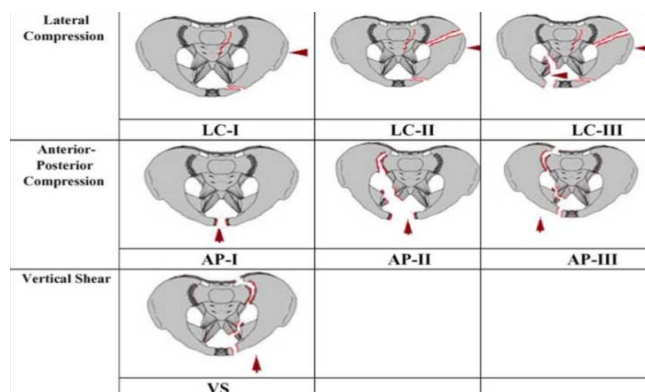 Lateral
Compression
LC-I
LC-II
LC-III
Anterior-
Posterior
Compression
AP-I
AP-II
AP-III
Vertical Shear
VS